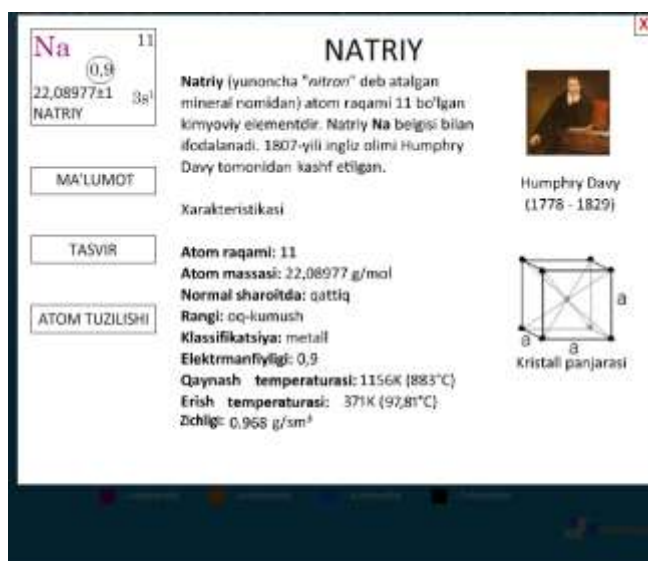 X
Na 11
0,9
22,08977±1 3s¹
NATRIY
MA'LUMOT
TASVIR
ATOM TUZILISHI
NATRIY
Natriy (yunoncha "nitron" deb atalgan
mineral nomidan) atom raqami 11 bo'lgan
kimyoviy elementdir. Natriy Na belgisi bilan
ifodalanadi. 1807-yili ingliz olimi Humphry
Davy tomonidan kashf etilgan.
Xarakteristikasi
Atom raqami: 11
Atom massasi: 22,08977 g/mol
Normal sharoitda: qattiq
Rangi: oq-kumush
Klassifikatsiya: metall
Elektrmanfiyligi: 0,9
Qaynash temperaturasi: 1156K (883°C)
Erish temperaturasi: 371K (97,81°C)
Zichligi: 0,968 g/sm³
Humphry Davy
(1778 - 1829)
a
a
a
Kristall panjarasi